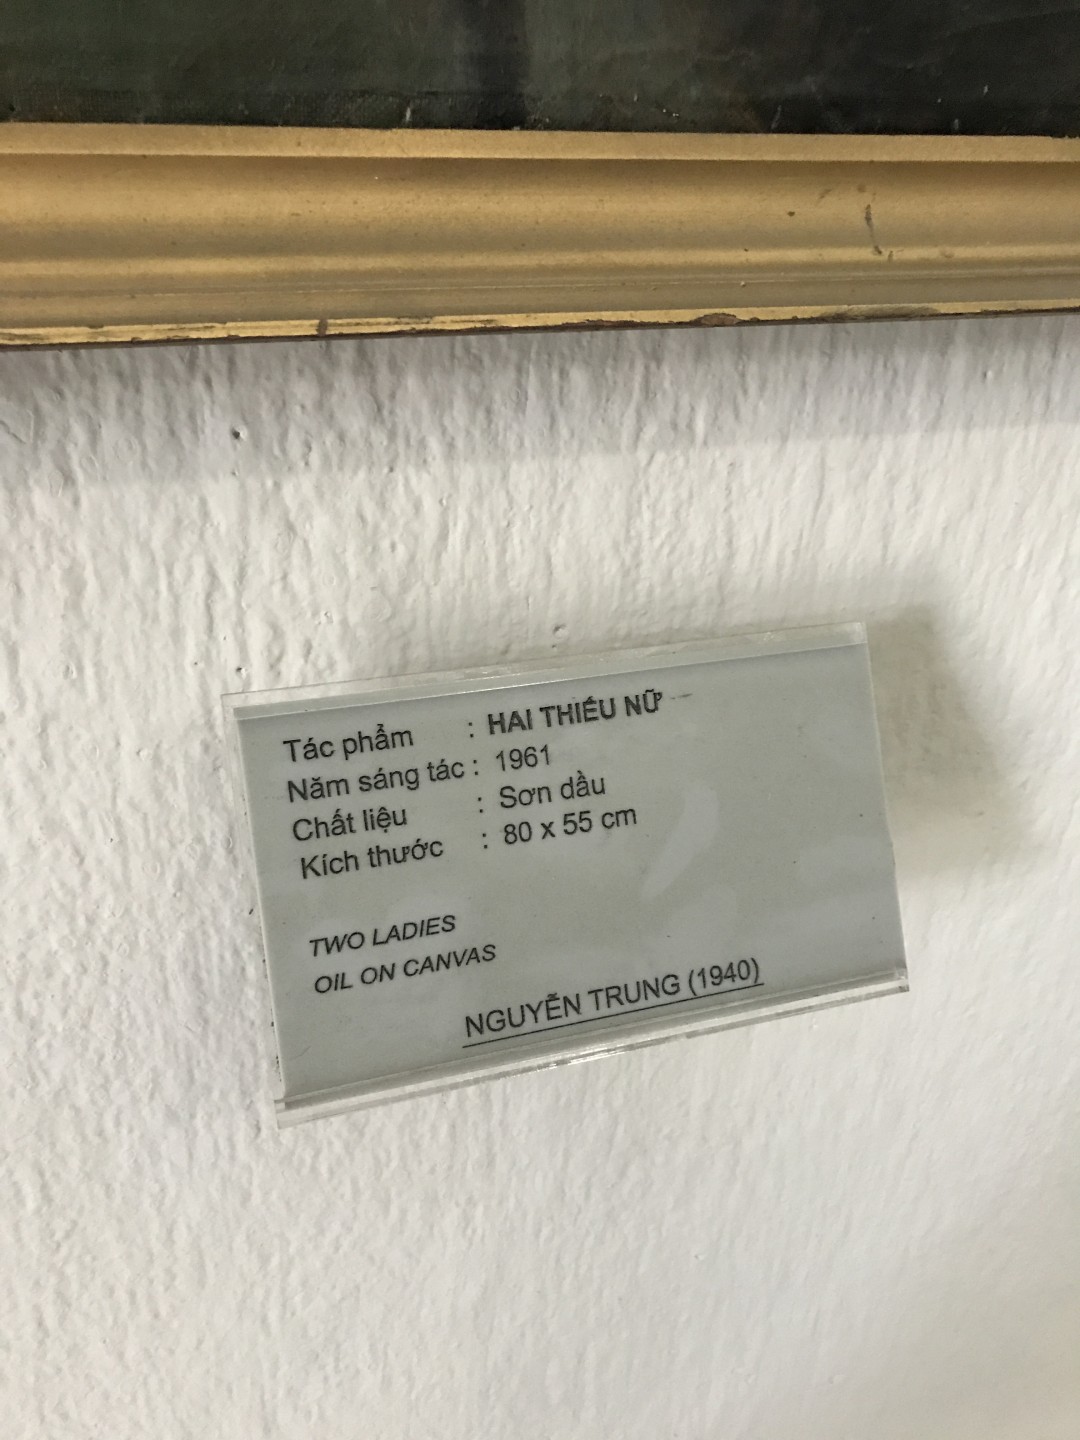 Tác phẩm : HAI THIẾU NỮ
Năm sáng tác : 1961
Chất liệu : Sơn dầu
Kích thước : 80 x 55 cm
TWO LADIES
OIL ON CANVAS
NGUYỄN TRUNG (1940)